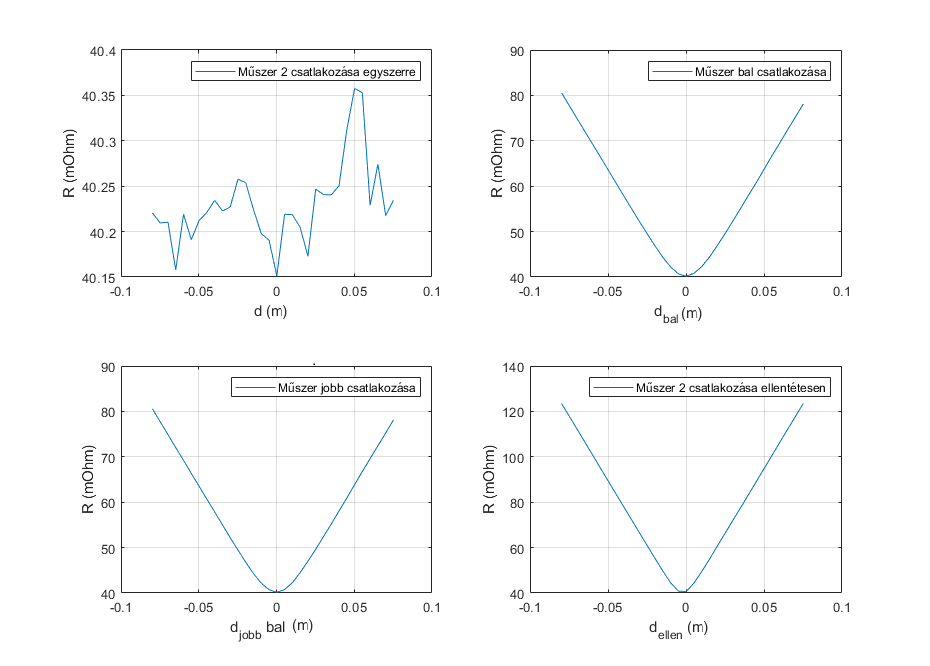 40.4
40.35
40.3
40.25
40.2
40.15
R (mOhm)
Műszer 2 csatlakozása egyszerre
-0.1 -0.05 0 0.05 0.1
d (m)
90
80
70
60
50
40
R (mOhm)
Műszer bal csatlakozása
-0.1 -0.05 0 0.05 0.1
d_bal (m)
90
80
70
60
50
40
R (mOhm)
Műszer jobb csatlakozása
-0.1 -0.05 0 0.05 0.1
d_jobb bal (m)
140
120
100
80
60
40
R (mOhm)
Műszer 2 csatlakozása ellentétesen
-0.1 -0.05 0 0.05 0.1
d_ellen (m)